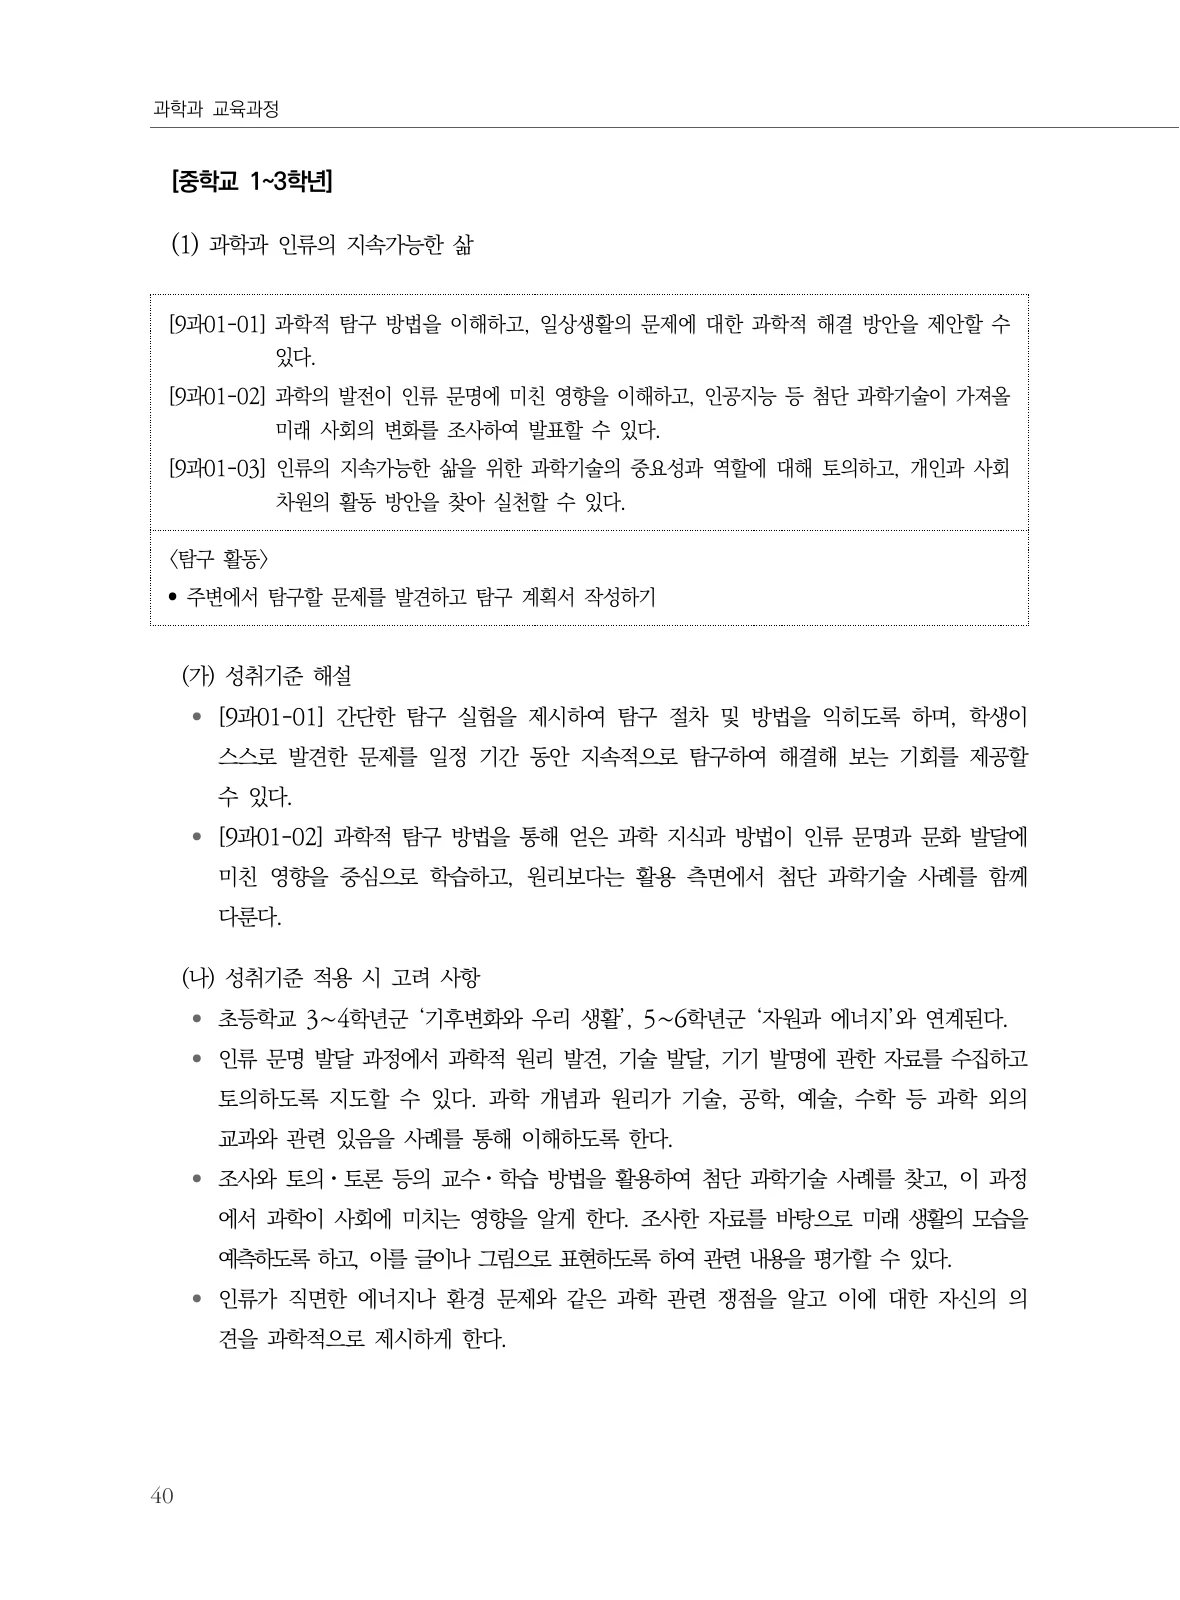 과학과 교육과정
[중학교 1~3학년]
(1) 과학과 인류의 지속가능한 삶
[9과01-01] 과학적 탐구 방법을 이해하고, 일상생활의 문제에 대한 과학적 해결 방안을 제안할 수
있다.
[9과01-02] 과학의 발전이 인류 문명에 미친 영향을 이해하고, 인공지능 등 첨단 과학기술이 가져올
미래 사회의 변화를 조사하여 발표할 수 있다.
[9과01-03] 인류의 지속가능한 삶을 위한 과학기술의 중요성과 역할에 대해 토의하고, 개인과 사회
차원의 활동 방안을 찾아 실천할 수 있다.
〈탐구 활동〉
• 주변에서 탐구할 문제를 발견하고 탐구 계획서 작성하기
(가) 성취기준 해설
• [9과01-01] 간단한 탐구 실험을 제시하여 탐구 절차 및 방법을 익히도록 하며, 학생이
스스로 발견한 문제를 일정 기간 동안 지속적으로 탐구하여 해결해 보는 기회를 제공할
수 있다.
• [9과01-02] 과학적 탐구 방법을 통해 얻은 과학 지식과 방법이 인류 문명과 문화 발달에
미친 영향을 중심으로 학습하고, 원리보다는 활용 측면에서 첨단 과학기술 사례를 함께
다룬다.
(나) 성취기준 적용 시 고려 사항
• 초등학교 3~4학년군 ‘기후변화와 우리 생활’, 5~6학년군 ‘자원과 에너지’와 연계된다.
• 인류 문명 발달 과정에서 과학적 원리 발견, 기술 발달, 기기 발명에 관한 자료를 수집하고
토의하도록 지도할 수 있다. 과학 개념과 원리가 기술, 공학, 예술, 수학 등 과학 외의
교과와 관련 있음을 사례를 통해 이해하도록 한다.
• 조사와 토의･토론 등의 교수･학습 방법을 활용하여 첨단 과학기술 사례를 찾고, 이 과정
에서 과학이 사회에 미치는 영향을 알게 한다. 조사한 자료를 바탕으로 미래 생활의 모습을
예측하도록 하고, 이를 글이나 그림으로 표현하도록 하여 관련 내용을 평가할 수 있다.
• 인류가 직면한 에너지나 환경 문제와 같은 과학 관련 쟁점을 알고 이에 대한 자신의 의
견을 과학적으로 제시하게 한다.
40